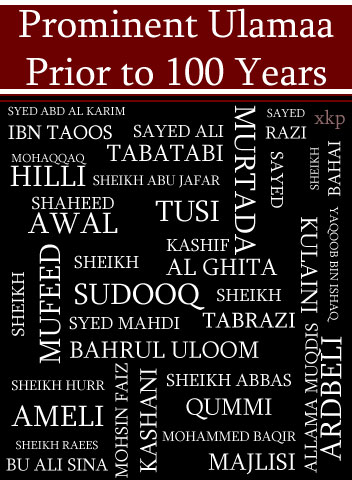 Prominent Ulamaa
Prior to 100 Years
SYED ABD AL KARIM
IBN TAOOS
SAYED ALI
TABATABI
MURTADA
SAYED
SAYED
RAZI
xkp
MOHAQQAQ
HILLI
SHEIKH ABU JAFAR
TUSI
SHEIKH
BAHAI
SHAHEED
AWAL
KASHIF
AL GHITA
KULAINI
YAQOOB BIN ISHAQ
SHEIKH
MUFEED
SHEIKH
SUDOOQ
SHEIKH
TABRAZI
SYED MAHDI
BAHRUL ULOOM
ALLAMA MUQDIS
ARDBELI
SHEIKH HURR
AMELI
MOHSIN FAIZ
KASHANI
SHEIKH ABBAS
QUMMI
SHEIKH RAEES
BU ALI SINA
MOHAMMED BAQIR
MAJLISI